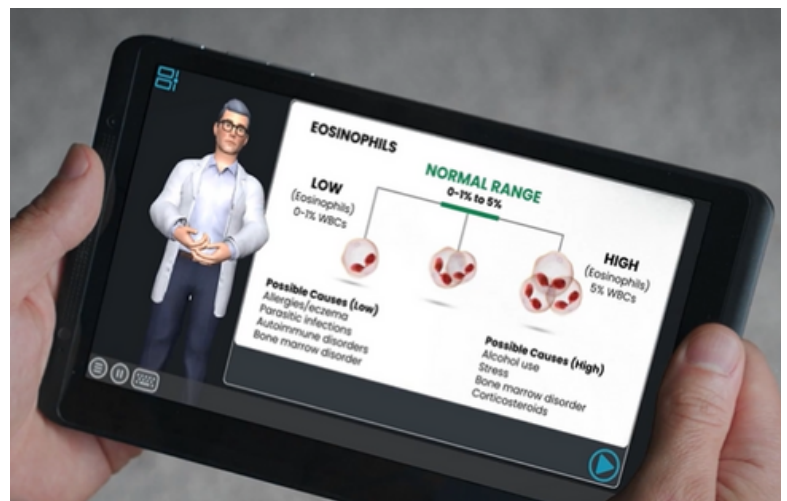 EOSINOPHILS
NORMAL RANGE
0-1% to 5%
LOW
(Eosinophils)
0-1% WBCs
HIGH
(Eosinophils)
5% WBCs
Possible Causes (Low)
Allergies/eczema
Parasitic infections
Autoimmune disorders
Bone marrow disorder
Possible Causes (High)
Alcohol use
Stress
Bone marrow disorder
Corticosteroids